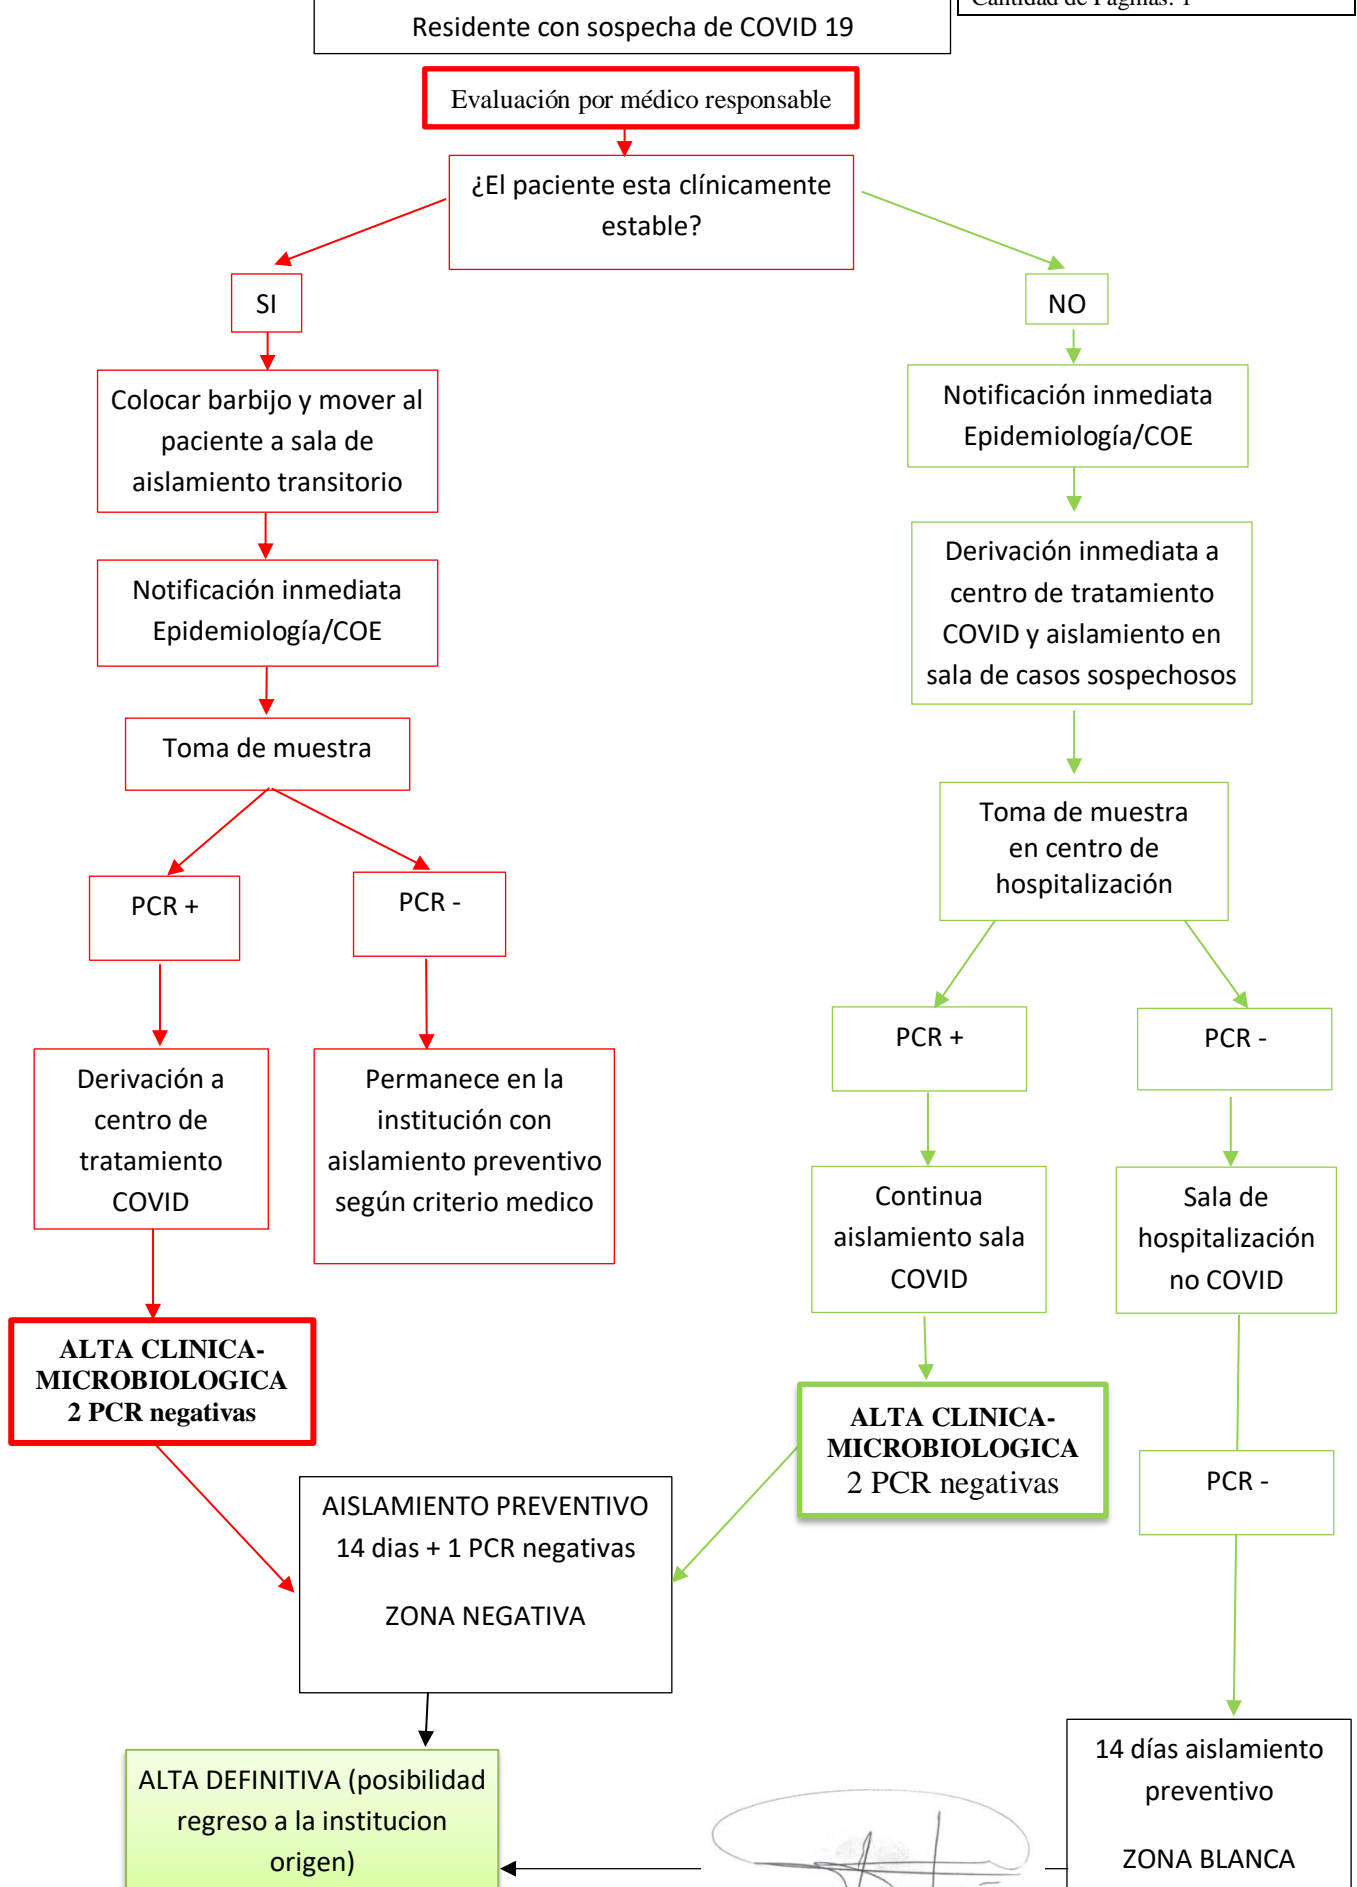 Cantidad de Páginas: 1
Residente con sospecha de COVID 19
Evaluación por médico responsable
¿El paciente esta clínicamente
estable?
SI
NO
Colocar barbijo y mover al
paciente a sala de
aislamiento transitorio
Notificación inmediata
Epidemiología/COE
Notificación inmediata
Epidemiología/COE
Derivación inmediata a
centro de tratamiento
COVID y aislamiento en
sala de casos sospechosos
Toma de muestra
Toma de muestra
en centro de
hospitalización
PCR +
PCR -
PCR +
PCR -
Derivación a
centro de
tratamiento
COVID
Permanece en la
institución con
aislamiento preventivo
según criterio medico
Continua
aislamiento sala
COVID
Sala de
hospitalización
no COVID
ALTA CLINICA-
MICROBIOLOGICA
2 PCR negativas
ALTA CLINICA-
MICROBIOLOGICA
2 PCR negativas
PCR -
AISLAMIENTO PREVENTIVO
14 dias + 1 PCR negativas
ZONA NEGATIVA
14 días aislamiento
preventivo
ZONA BLANCA
ALTA DEFINITIVA (posibilidad
regreso a la institucion
origen)